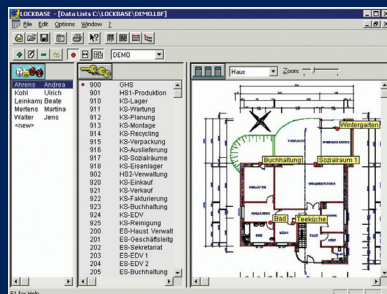 LOCKBASE - [Data Lists C:\LOCKBASE\DEMO.LBF]
File Edit Options Window ?
DEMO
Haus
Zoom:
Ahrens Andrea
Kohl Ulrich
Leinkamp Beate
Mertens Martina
Walter Jens
<new>
900 OHS
901 HS1-Produktion
910 KS-Lager
911 KS-Wartung
912 KS-Planung
913 KS-Montage
914 KS-Recycling
915 KS-Verpackung
916 KS-Auslieferung
917 KS-Sozialräume
918 KS-Eisenlager
902 HS2-Verwaltung
920 KS-Einkauf
921 KS-Verkauf
922 KS-Fakturierung
923 KS-Buchhaltung
924 KS-EDV
925 KS-Reinigung
200 ES-Haust.Verwalt
201 ES-Geschäftsleitg
202 ES-Sekretariat
203 ES-EDV 1
204 ES-EDV 2
205 ES-Buchhaltung
Wintergarten
Buchhaltung
Sozialraum 1
Bad
Teeküche
F1 for Help